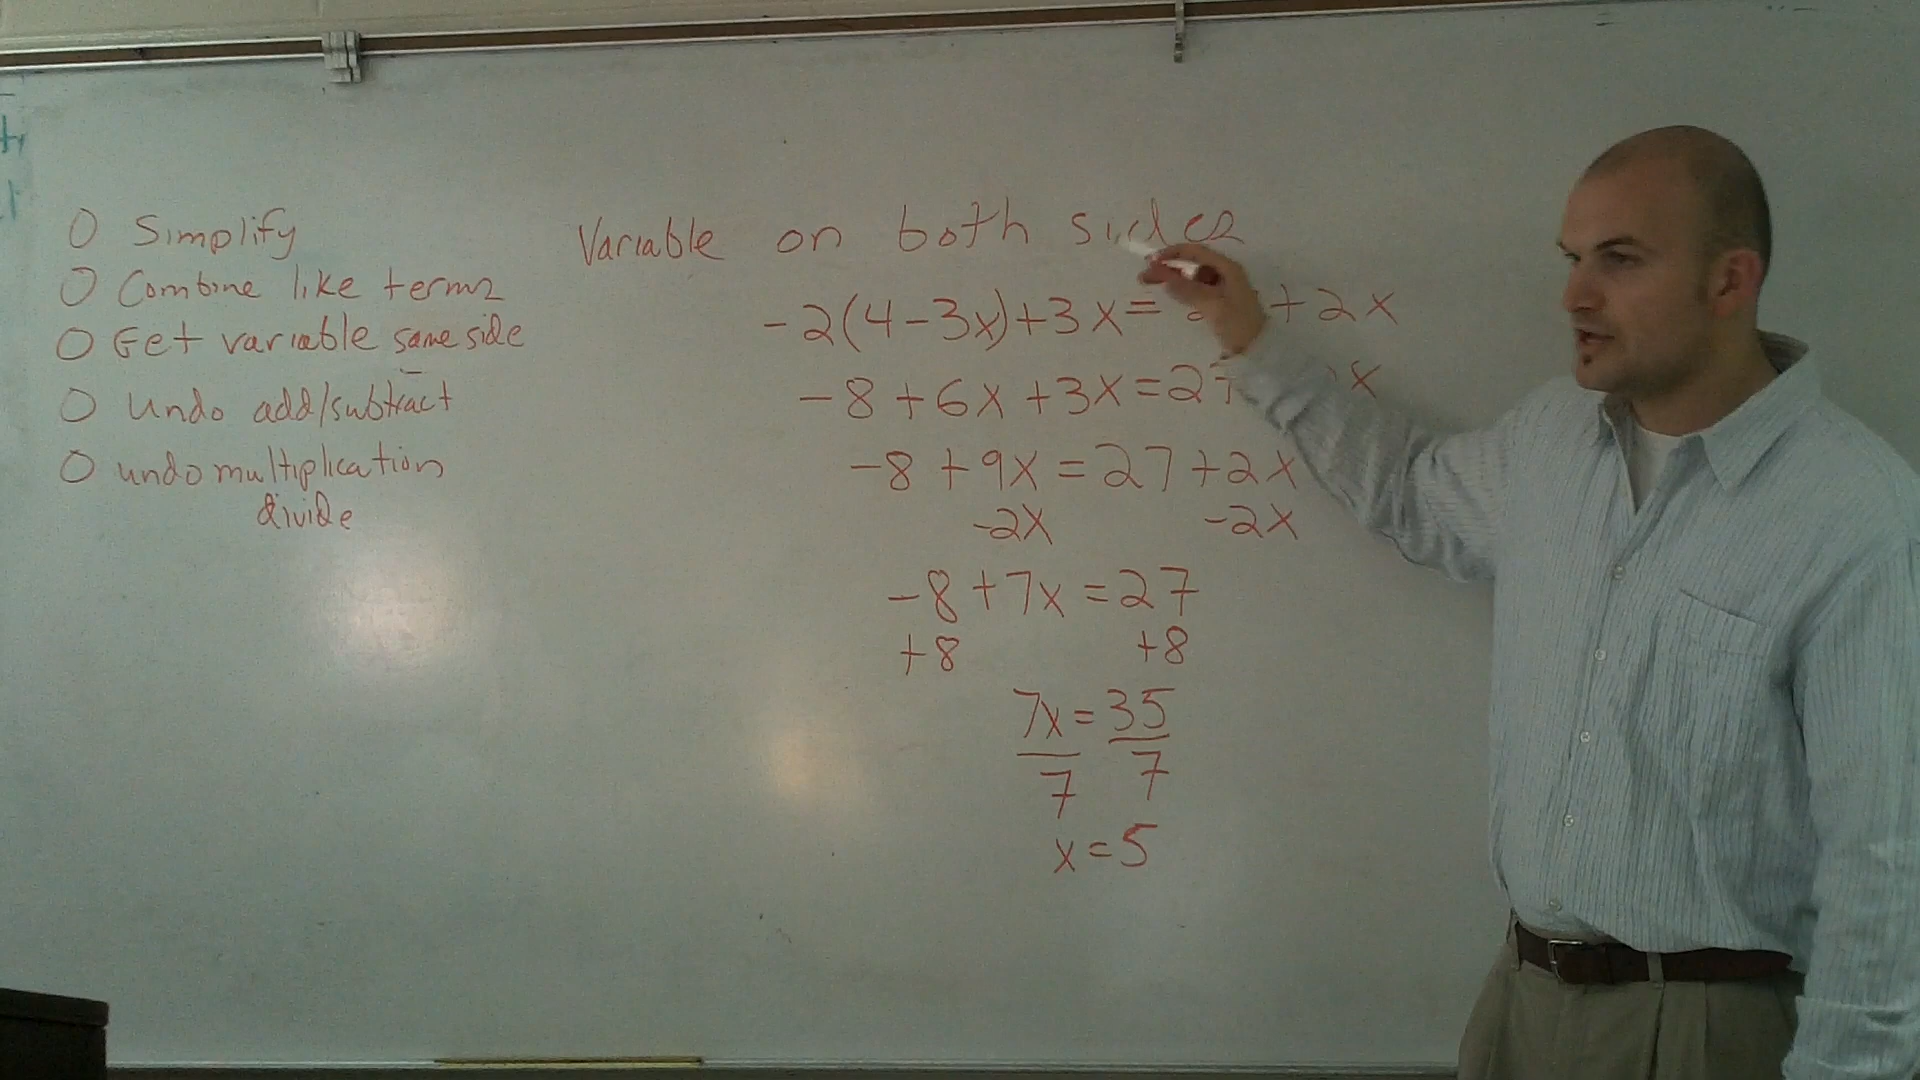 O Simplify
O Combine like terms
O Get variable same side
O Undo add/subtract
O undo multiplication
divide
Variable on both sides
-2(4-3x)+3x= 2 +2x
-8+6x+3x=27 x
-8+9x=27+2x
-2x -2x
-8+7x=27
+8 +8
7x=35
7 7
x=5